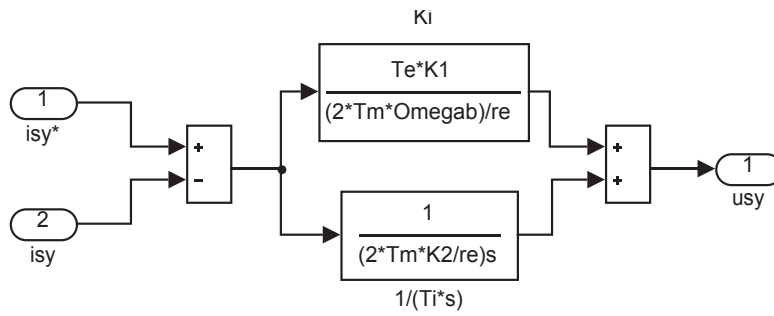 Ki
1
isy*
Te*K1
(2*Tm*Omegab)/re
+
−
+
+
1
usy
2
isy
1
(2*Tm*K2/re)s
1/(Ti*s)